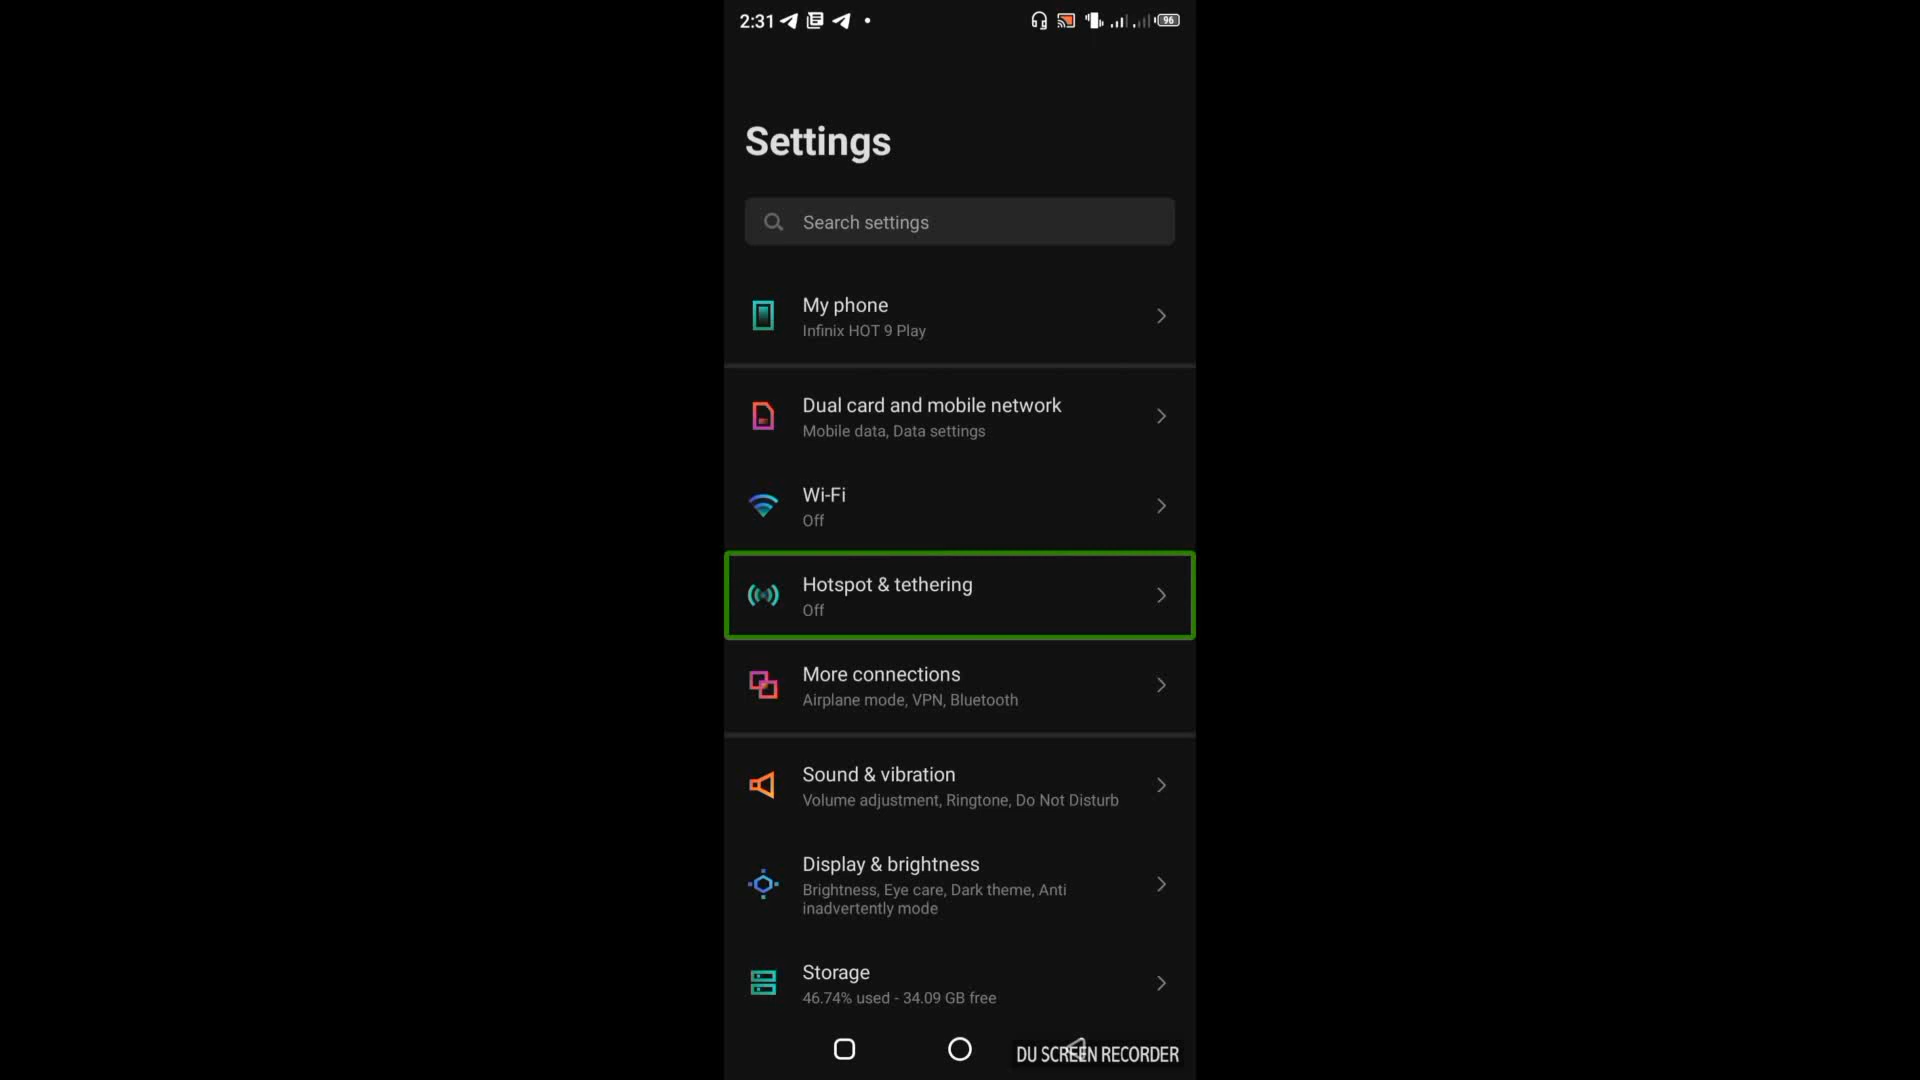 2:31
96
Settings
Search settings
My phone
Infinix HOT 9 Play
Dual card and mobile network
Mobile data, Data settings
Wi-Fi
Off
Hotspot & tethering
Off
More connections
Airplane mode, VPN, Bluetooth
Sound & vibration
Volume adjustment, Ringtone, Do Not Disturb
Display & brightness
Brightness, Eye care, Dark theme, Anti
inadvertently mode
Storage
46.74% used - 34.09 GB free
DU SCREEN RECORDER